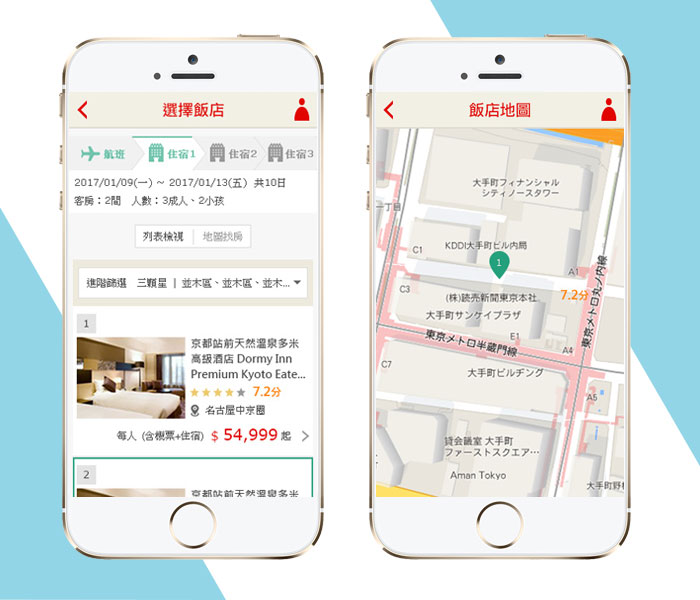 選擇飯店
航班
住宿1
住宿2
住宿3
2017/01/09(一) ~ 2017/01/13(五) 共10日
客房：2間 人數：3成人、2小孩
列表檢視
地圖找房
進階篩選 三顆星 | 並木區、並木區、並木...
1
京都站前天然溫泉多米
高級酒店 Dormy Inn
Premium Kyoto Eate...
7.2分
名古屋中京圈
每人 (含機票+住宿) $ 54,999 起
2
京都站前天然溫泉多米
飯店地圖
大手町フィナンシャル
シティノースタワー
一丁目
C1
KDDI大手町ビル内局
1
A1
C3
7.2分
(株)読売新聞東京本社
大手町サンケイプラザ
東京メトロ丸ノ内線
東京メトロ半蔵門線
E1
A4
C7
大手町ビルヂング
A5
貸会議室 大手町
ファーストスクエア...
Aman Tokyo
大手町野村